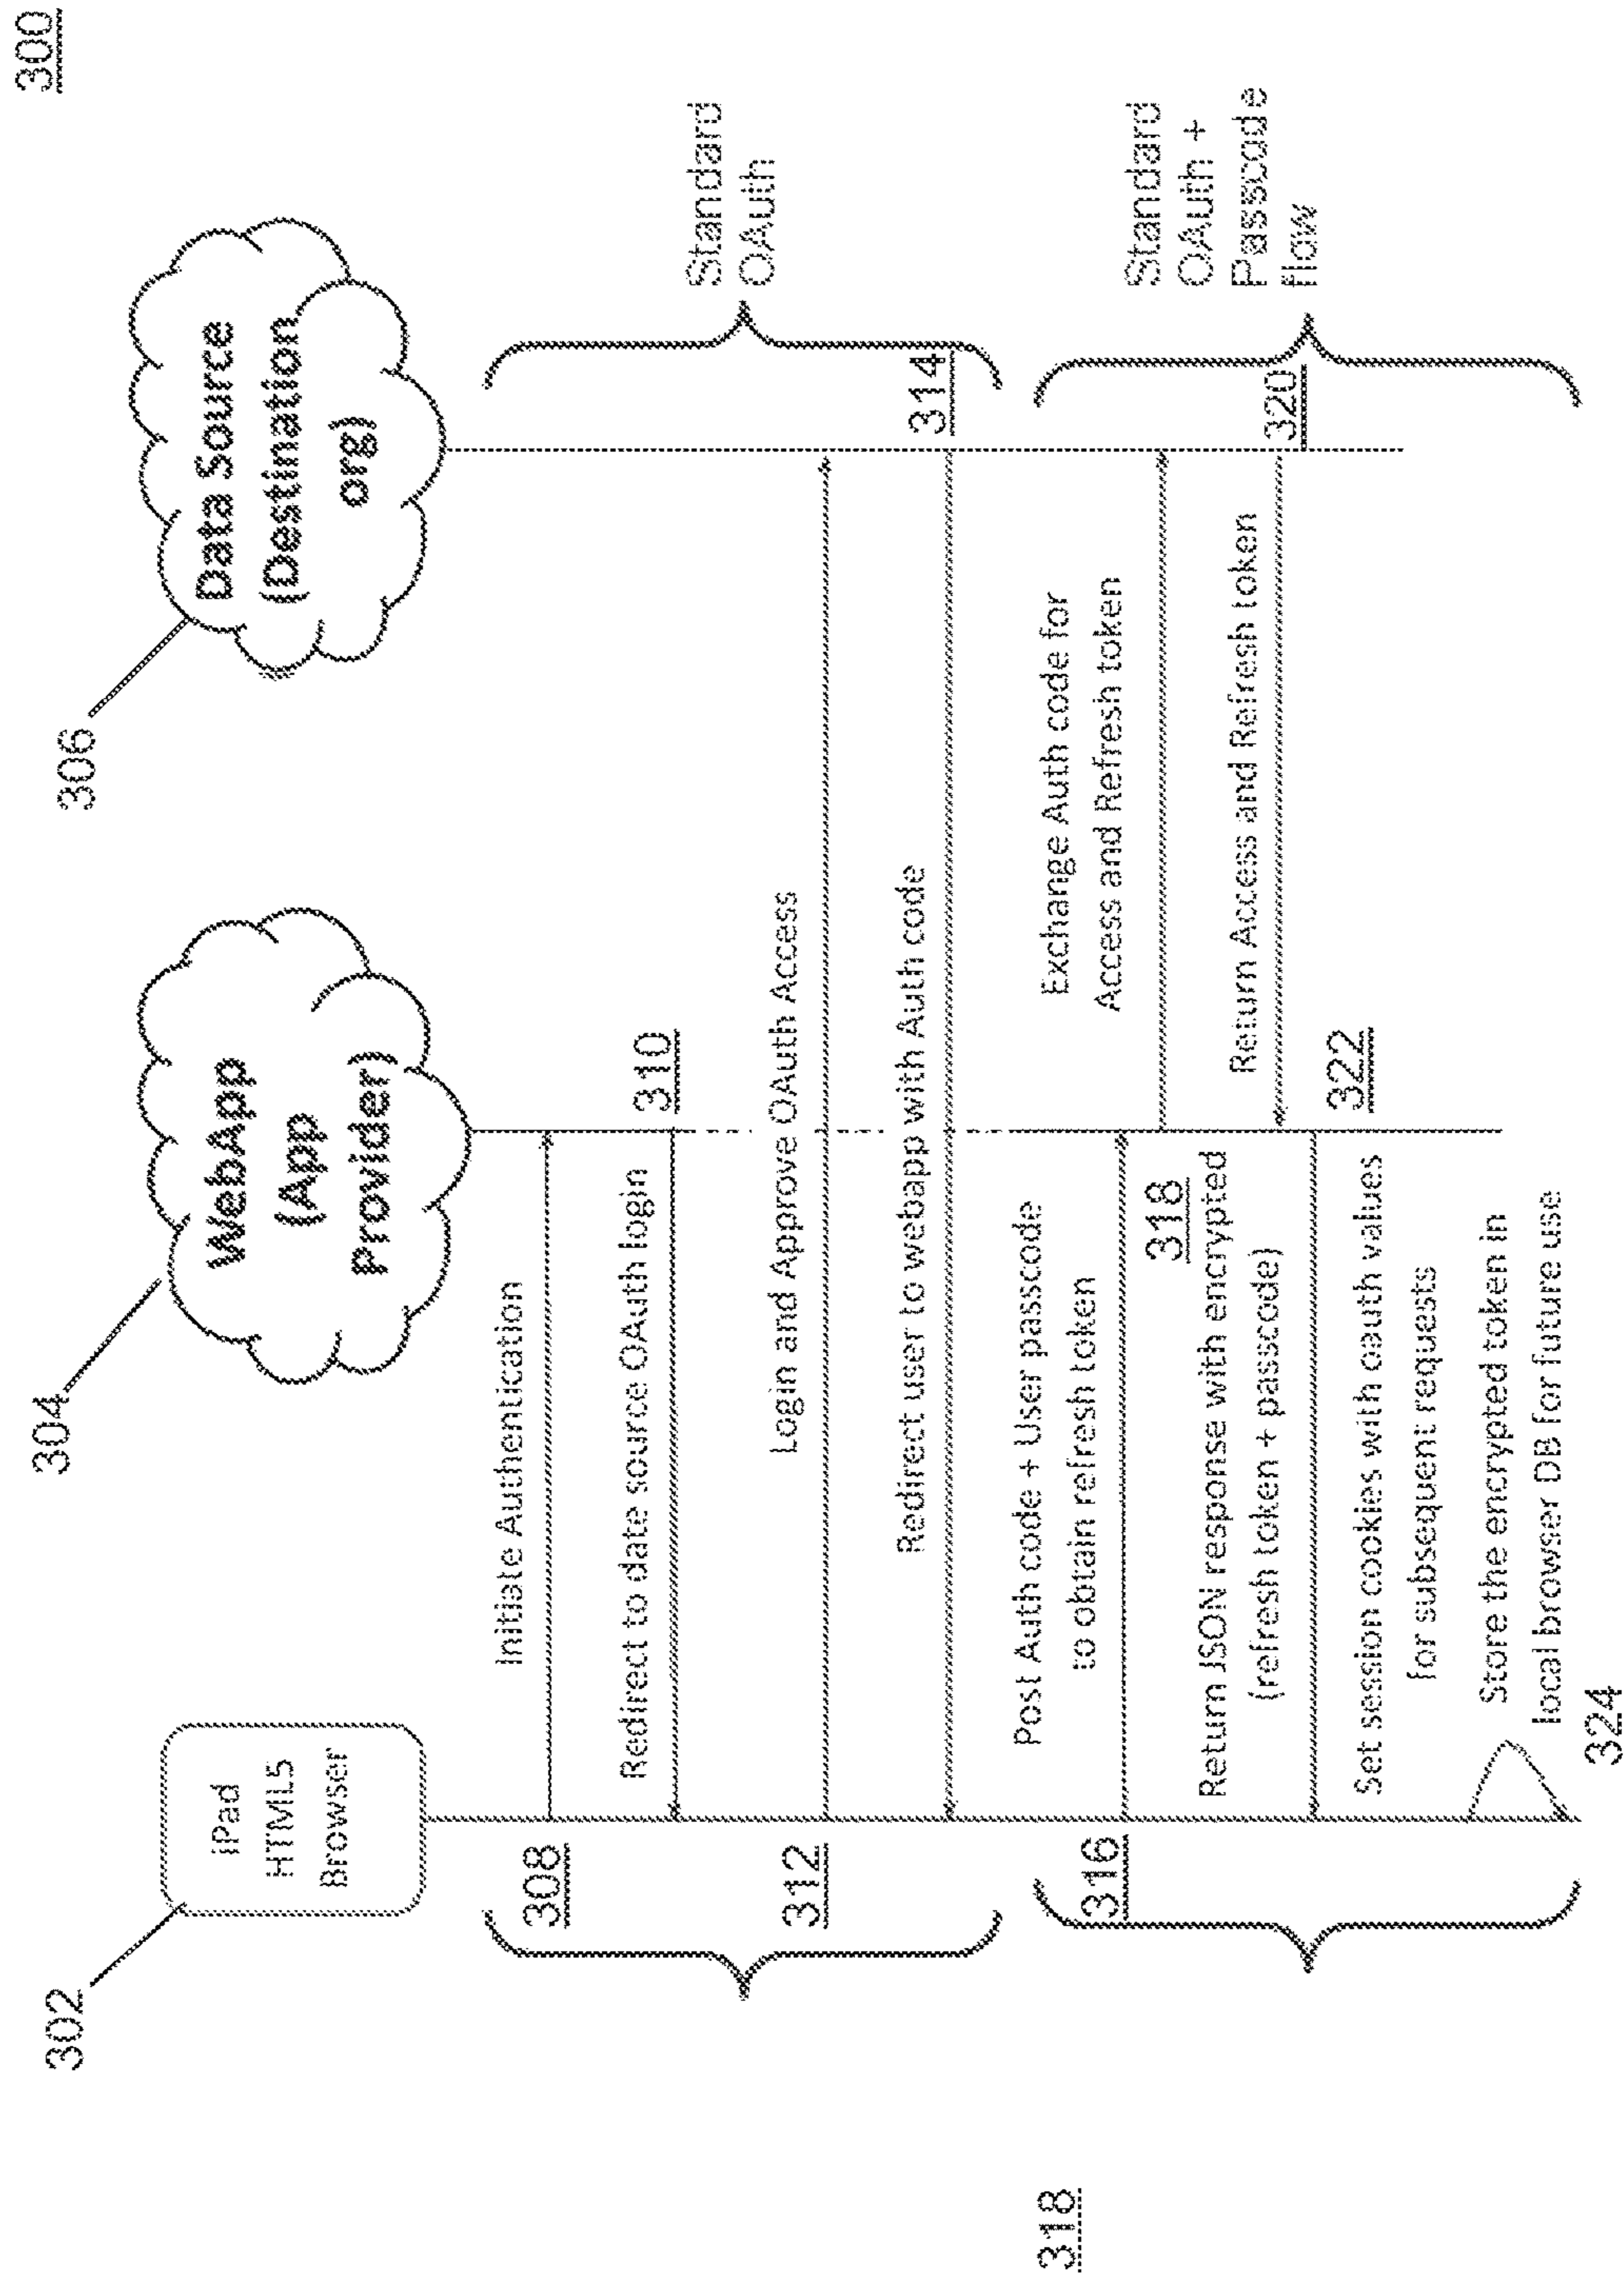 300
302
304
306
iPad
HTML5
Browser
WebApp
(App
Provider)
Data Source
(Destination
org)
308
Initiate Authentication
310
Redirect to date source OAuth login
Standard
OAuth
312
Login and Approve OAuth Access
314
Redirect user to webapp with Auth code
316
Post Auth code + User passcode
to obtain refresh token
318
Exchange Auth code for
Access and Refresh token
Standard
OAuth +
Passcode
flow
318
Return JSON response with encrypted
(refresh token + passcode)
320
Return Access and Refresh token
322
Set session cookies with oauth values
for subsequent requests
Store the encrypted token in
local browser DB for future use
324